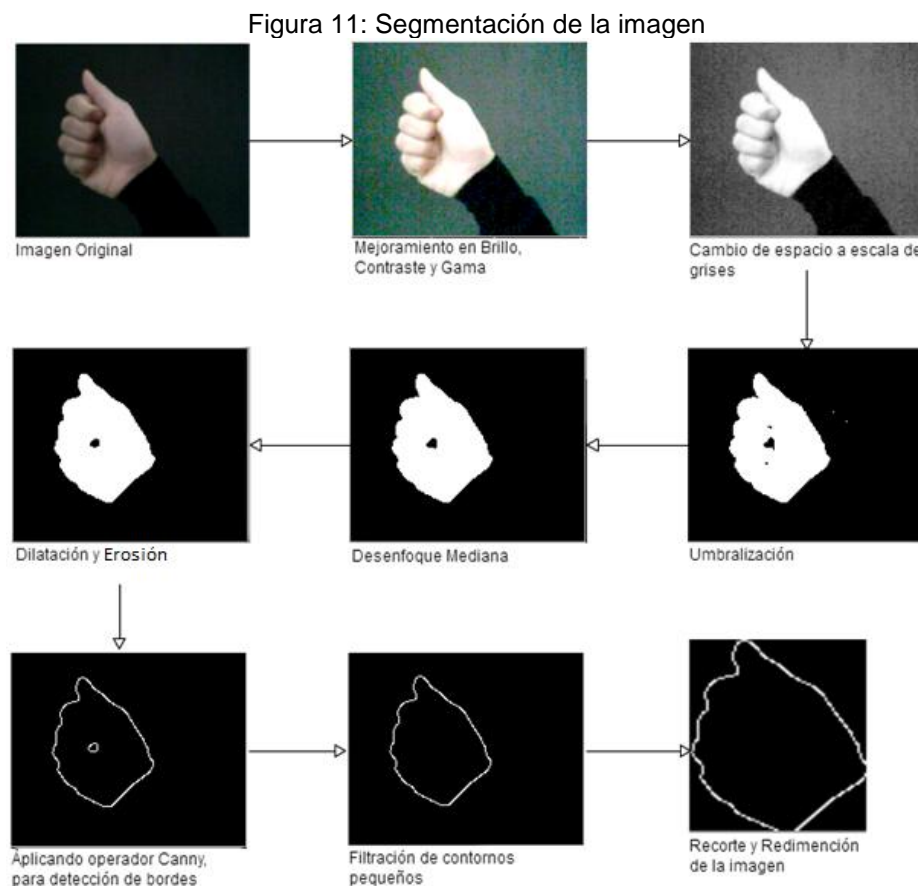 Figura 11: Segmentación de la imagen
Imagen Original
Mejoramiento en Brillo,
Contraste y Gama
Cambio de espacio a escala de
grises
Dilatación y Erosión
Desenfoque Mediana
Umbralización
Aplicando operador Canny,
para detección de bordes
Filtración de contornos
pequeños
Recorte y Redimención
de la imagen